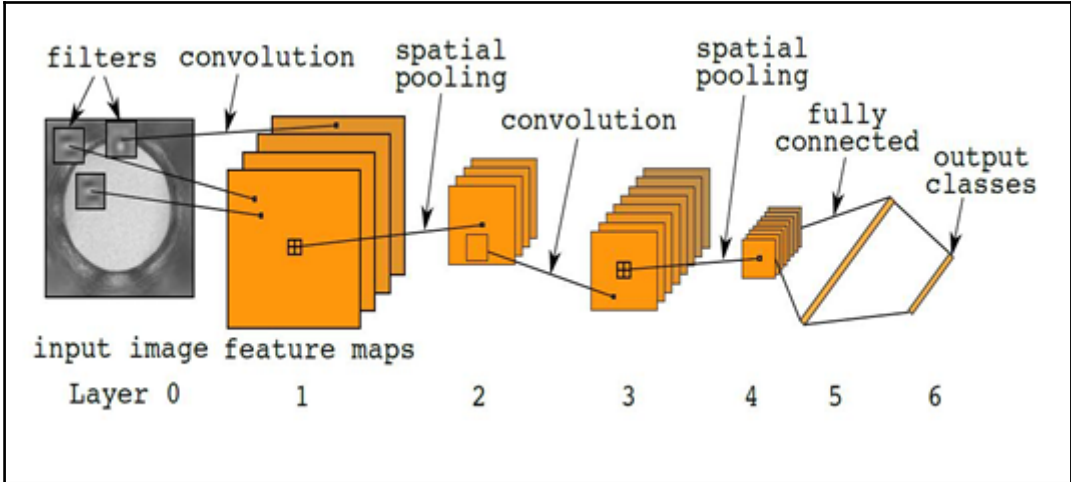 filters
convolution
spatial
pooling
convolution
spatial
pooling
fully
connected
output
classes
input image
feature maps
Layer 0
1
2
3
4
5
6